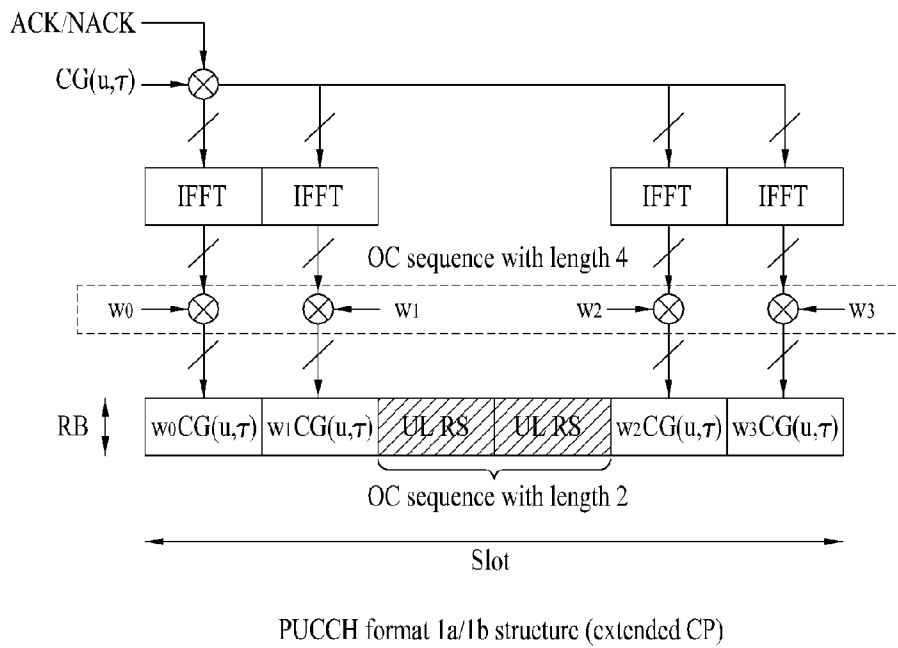 ACK/NACK
CG(u,τ)
IFFT IFFT IFFT IFFT
OC sequence with length 4
w0 w1 w2 w3
RB w0CG(u,τ) w1CG(u,τ) UL RS UL RS w2CG(u,τ) w3CG(u,τ)
OC sequence with length 2
Slot
PUCCH format 1a/1b structure (extended CP)